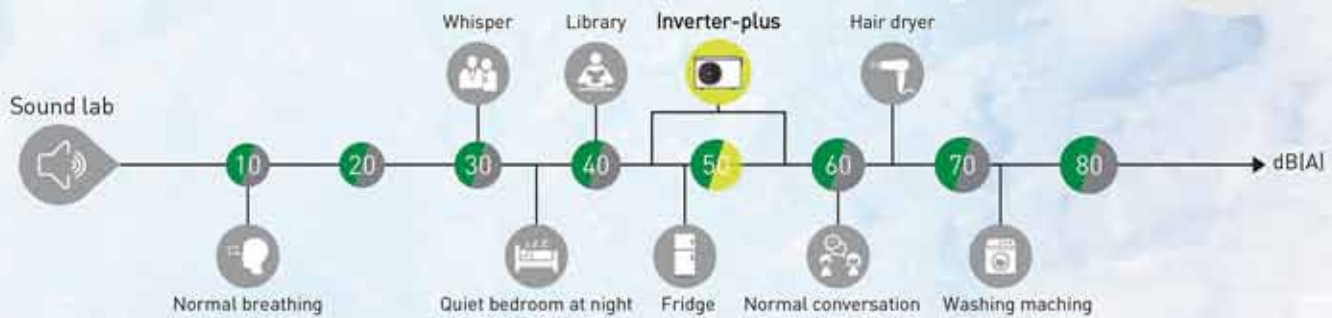 Whisper
Library
Inverter-plus
Hair dryer
Sound lab
10 20 30 40 50 60 70 80 dB[A]
Normal breathing
Quiet bedroom at night
Fridge
Normal conversation
Washing maching